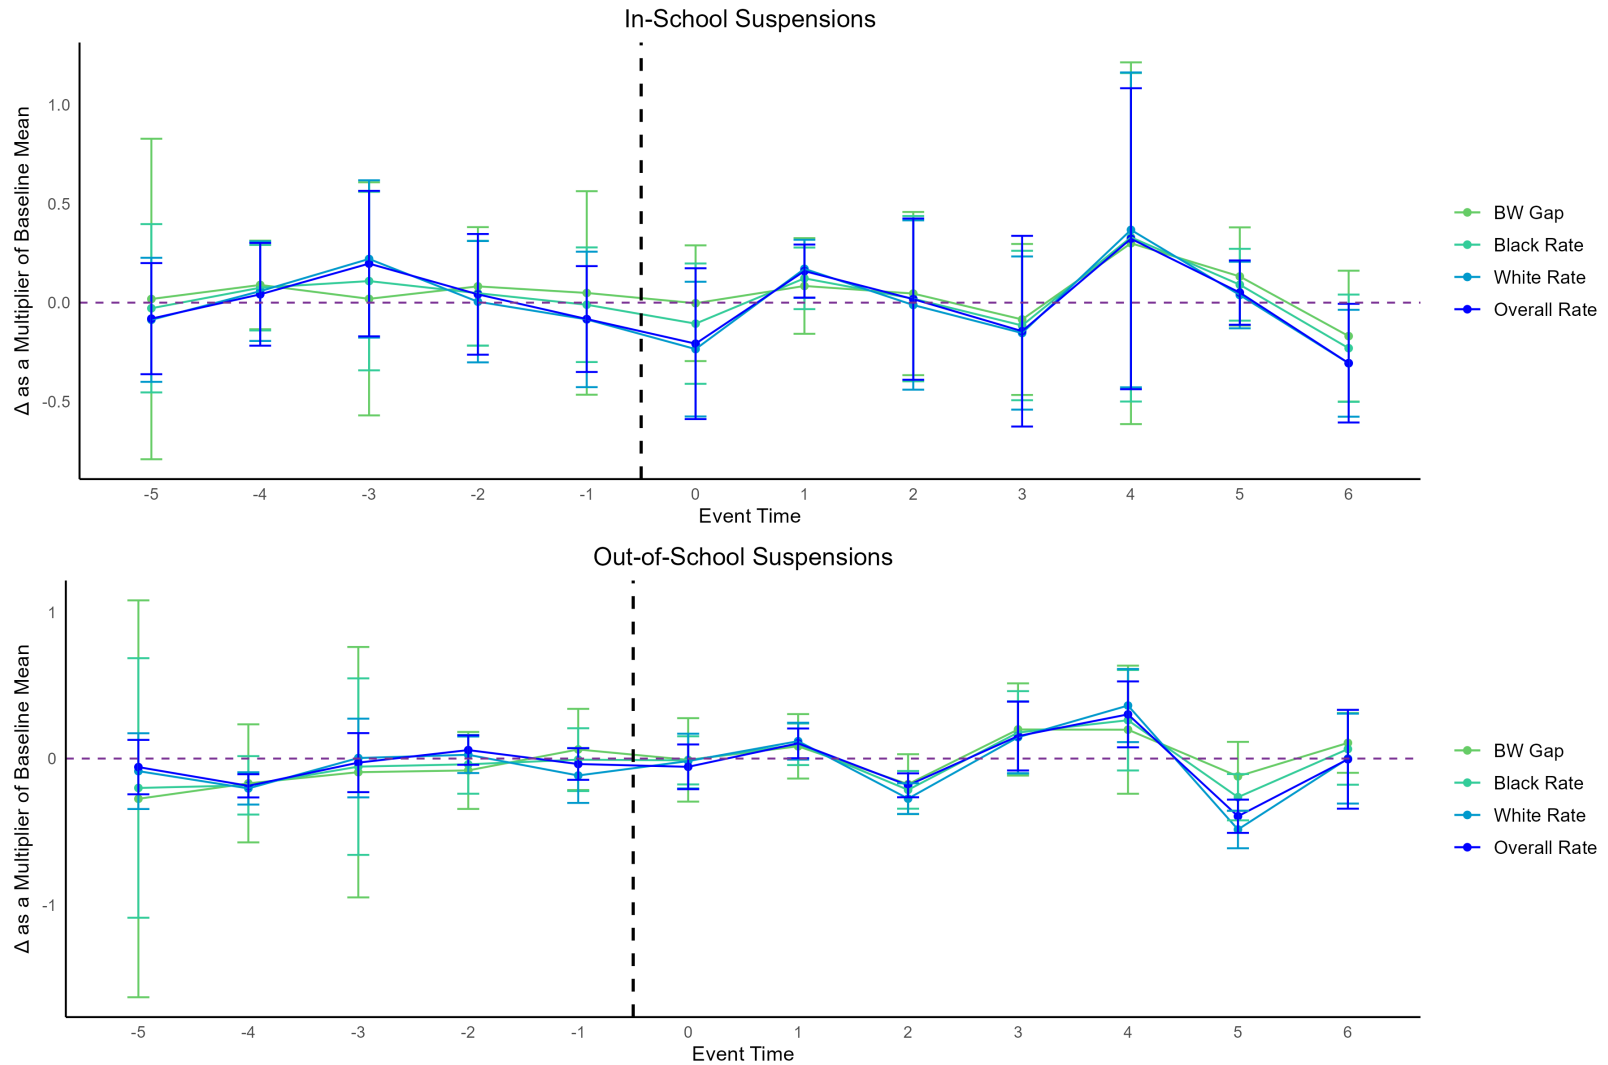 In-School Suspensions
Δ as a Multiplier of Baseline Mean
1.0
0.5
0.0
-0.5
-5 -4 -3 -2 -1 0 1 2 3 4 5 6
Event Time
BW Gap
Black Rate
White Rate
Overall Rate
Out-of-School Suspensions
Δ as a Multiplier of Baseline Mean
1
0
-1
-5 -4 -3 -2 -1 0 1 2 3 4 5 6
Event Time
BW Gap
Black Rate
White Rate
Overall Rate